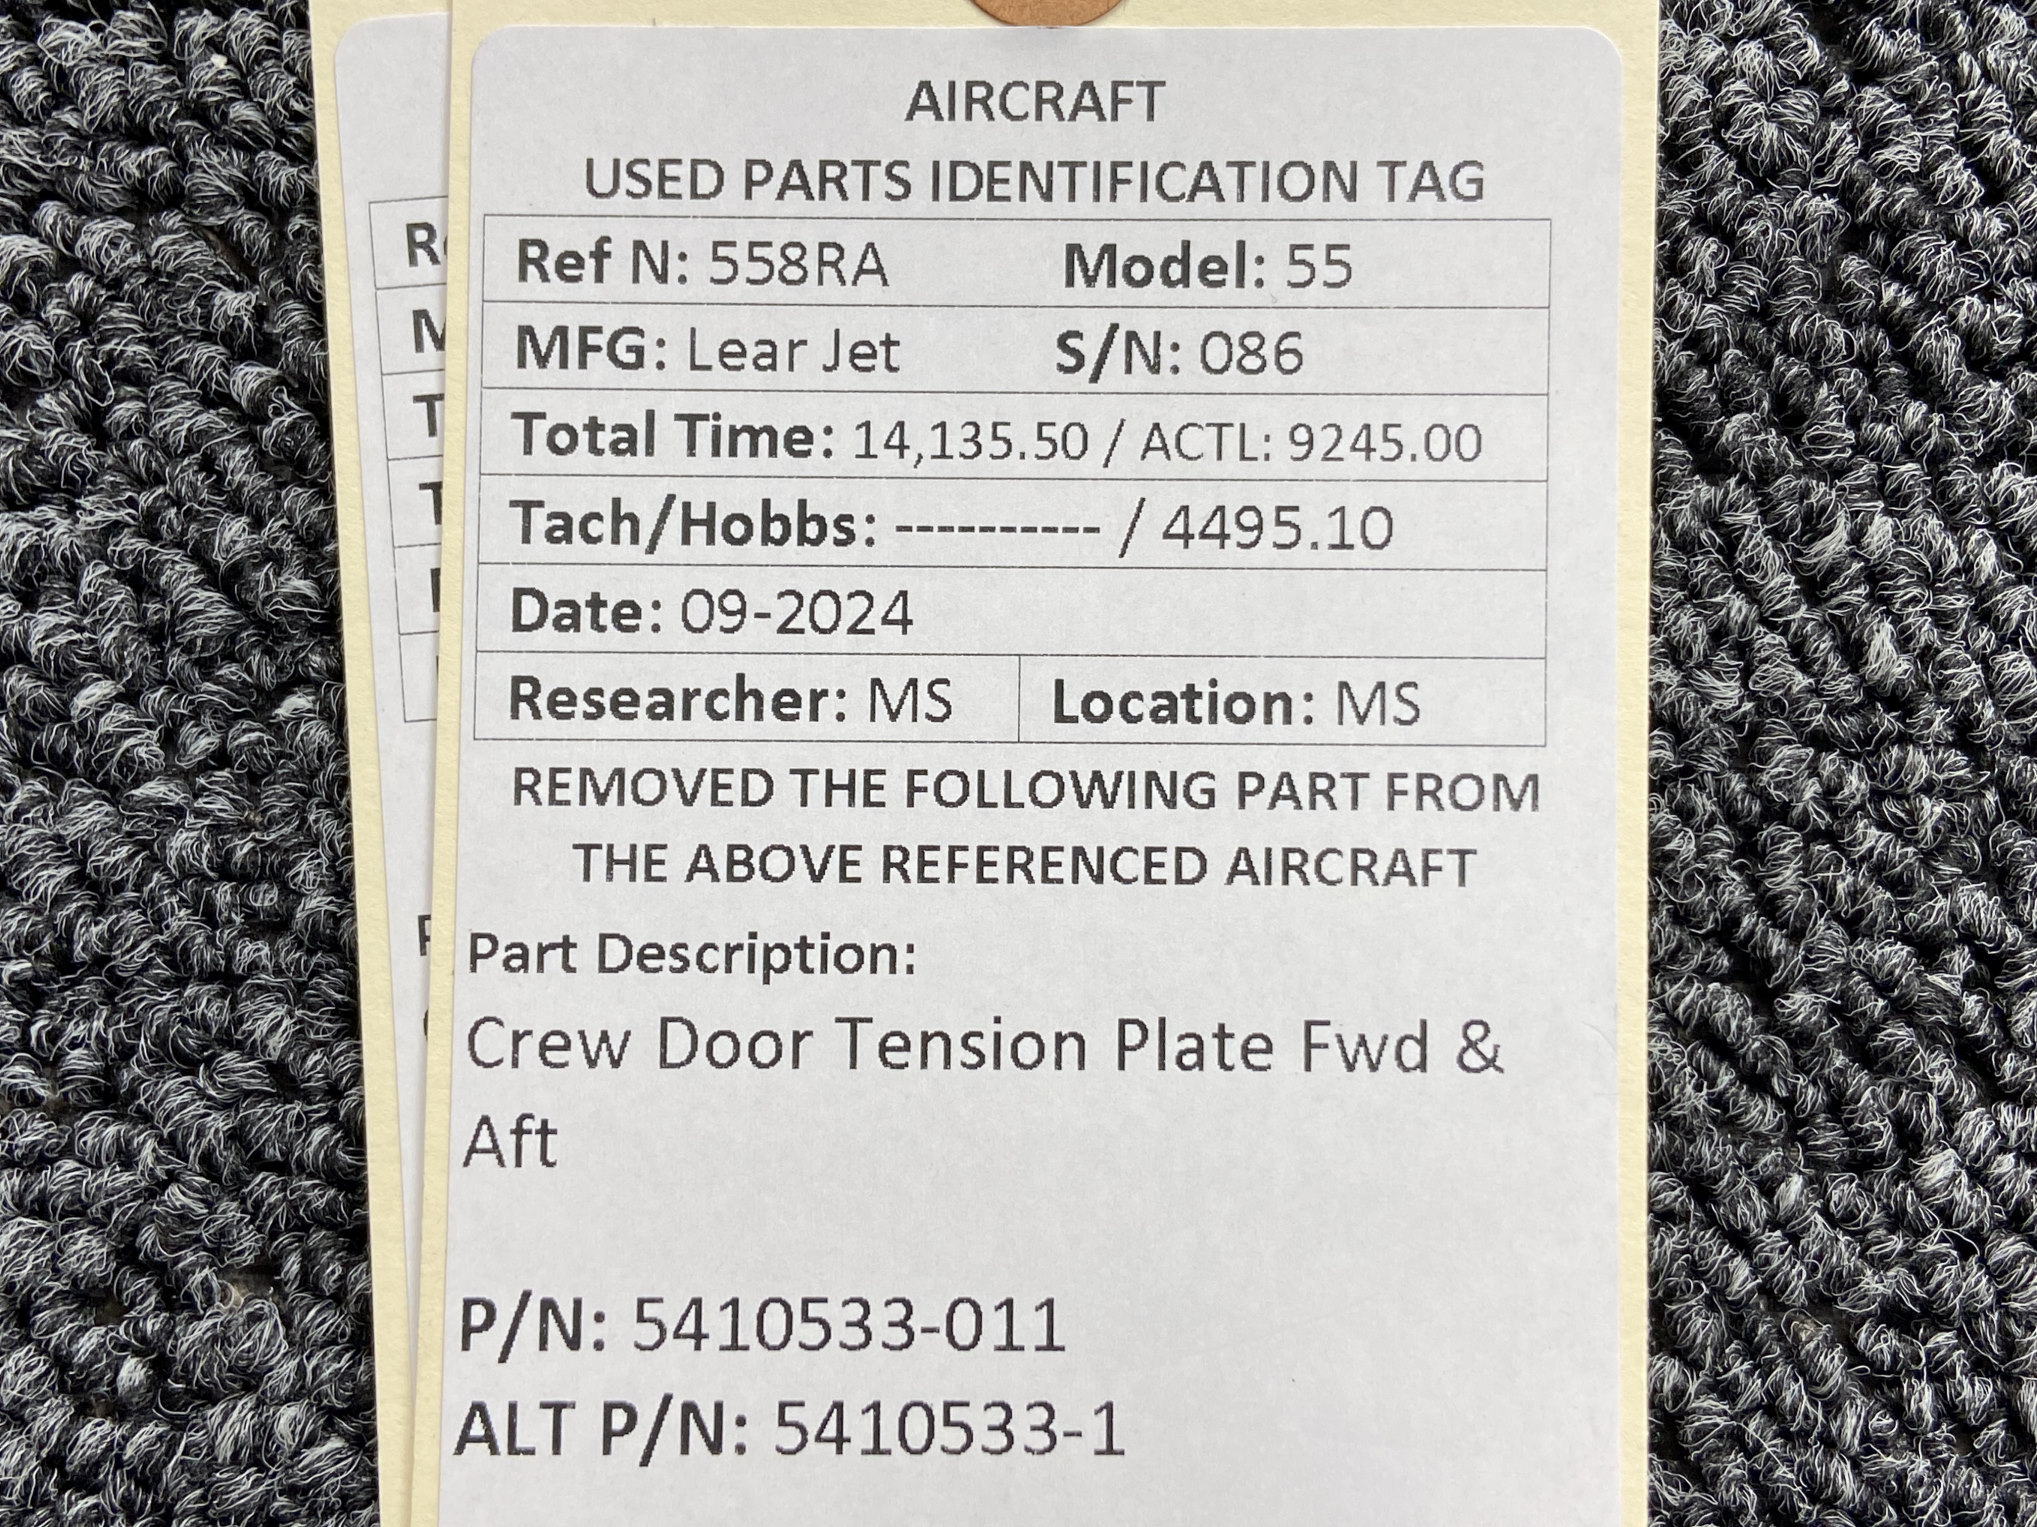 AIRCRAFT
USED PARTS IDENTIFICATION TAG
Ref N: 558RA Model: 55
MFG: Lear Jet S/N: 086
Total Time: 14,135.50 / ACTL: 9245.00
Tach/Hobbs: ---------- / 4495.10
Date: 09-2024
Researcher: MS Location: MS
REMOVED THE FOLLOWING PART FROM
THE ABOVE REFERENCED AIRCRAFT
Part Description:
Crew Door Tension Plate Fwd &
Aft
P/N: 5410533-011
ALT P/N: 5410533-1